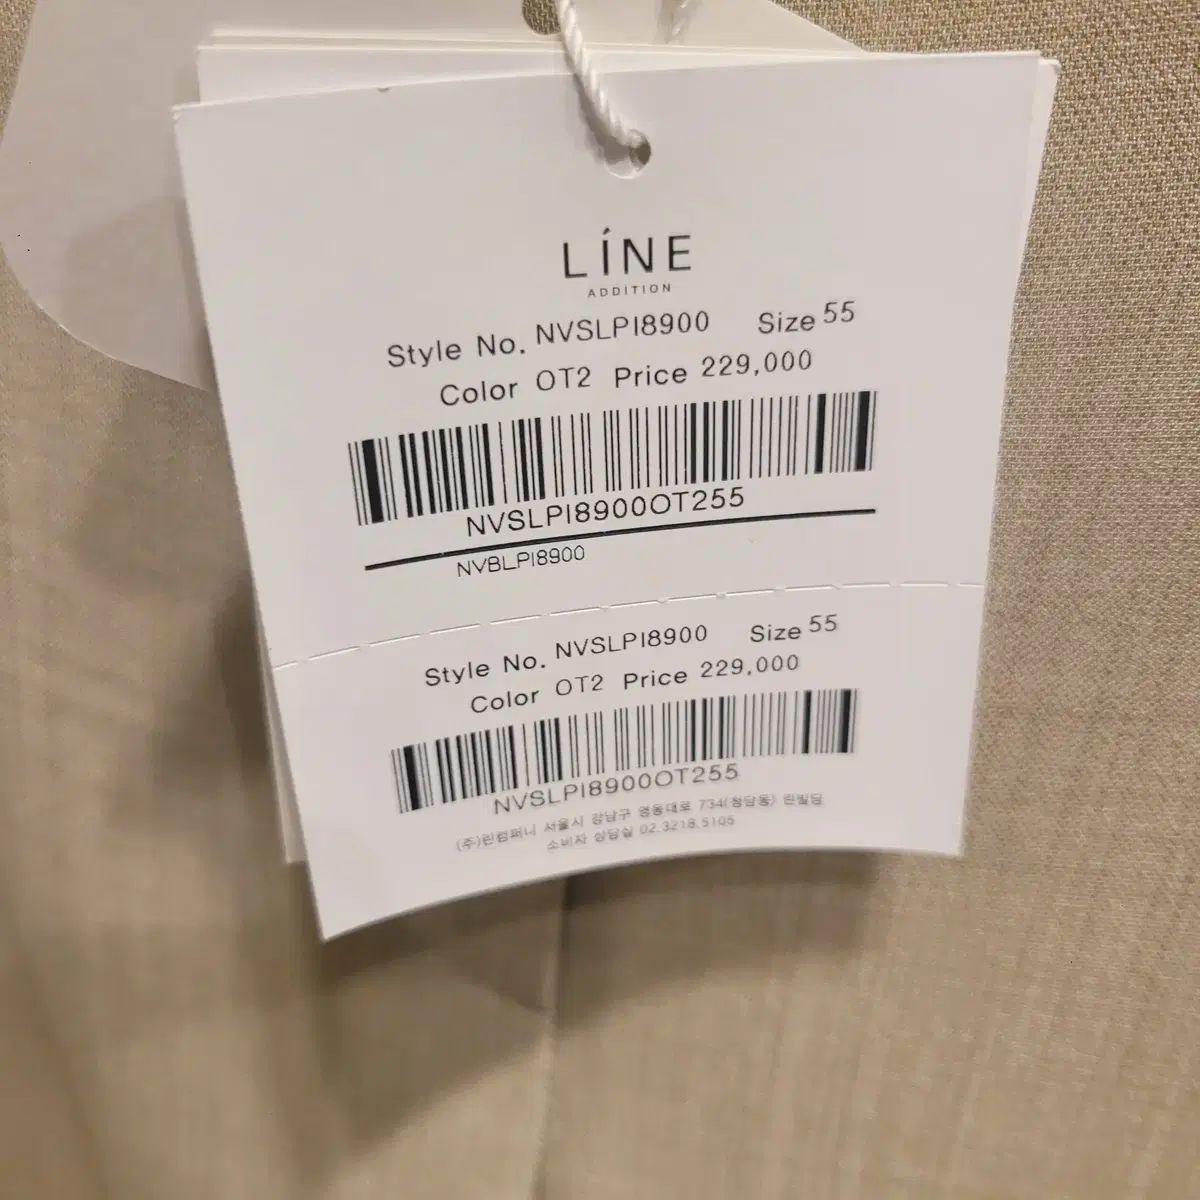 LÍNE
ADDITION
Style No. NVSLPI8900 Size 55
Color OT2 Price 229,000
NVSLPI8900OT255
NVBLPI8900
Style No. NVSLPI8900 Size 55
Color OT2 Price 229,000
NVSLPI8900OT255
(주)린컴퍼니 서울시 강남구 영동대로 734(청담동) 린빌딩
소비자 상담실 02.3218.5105